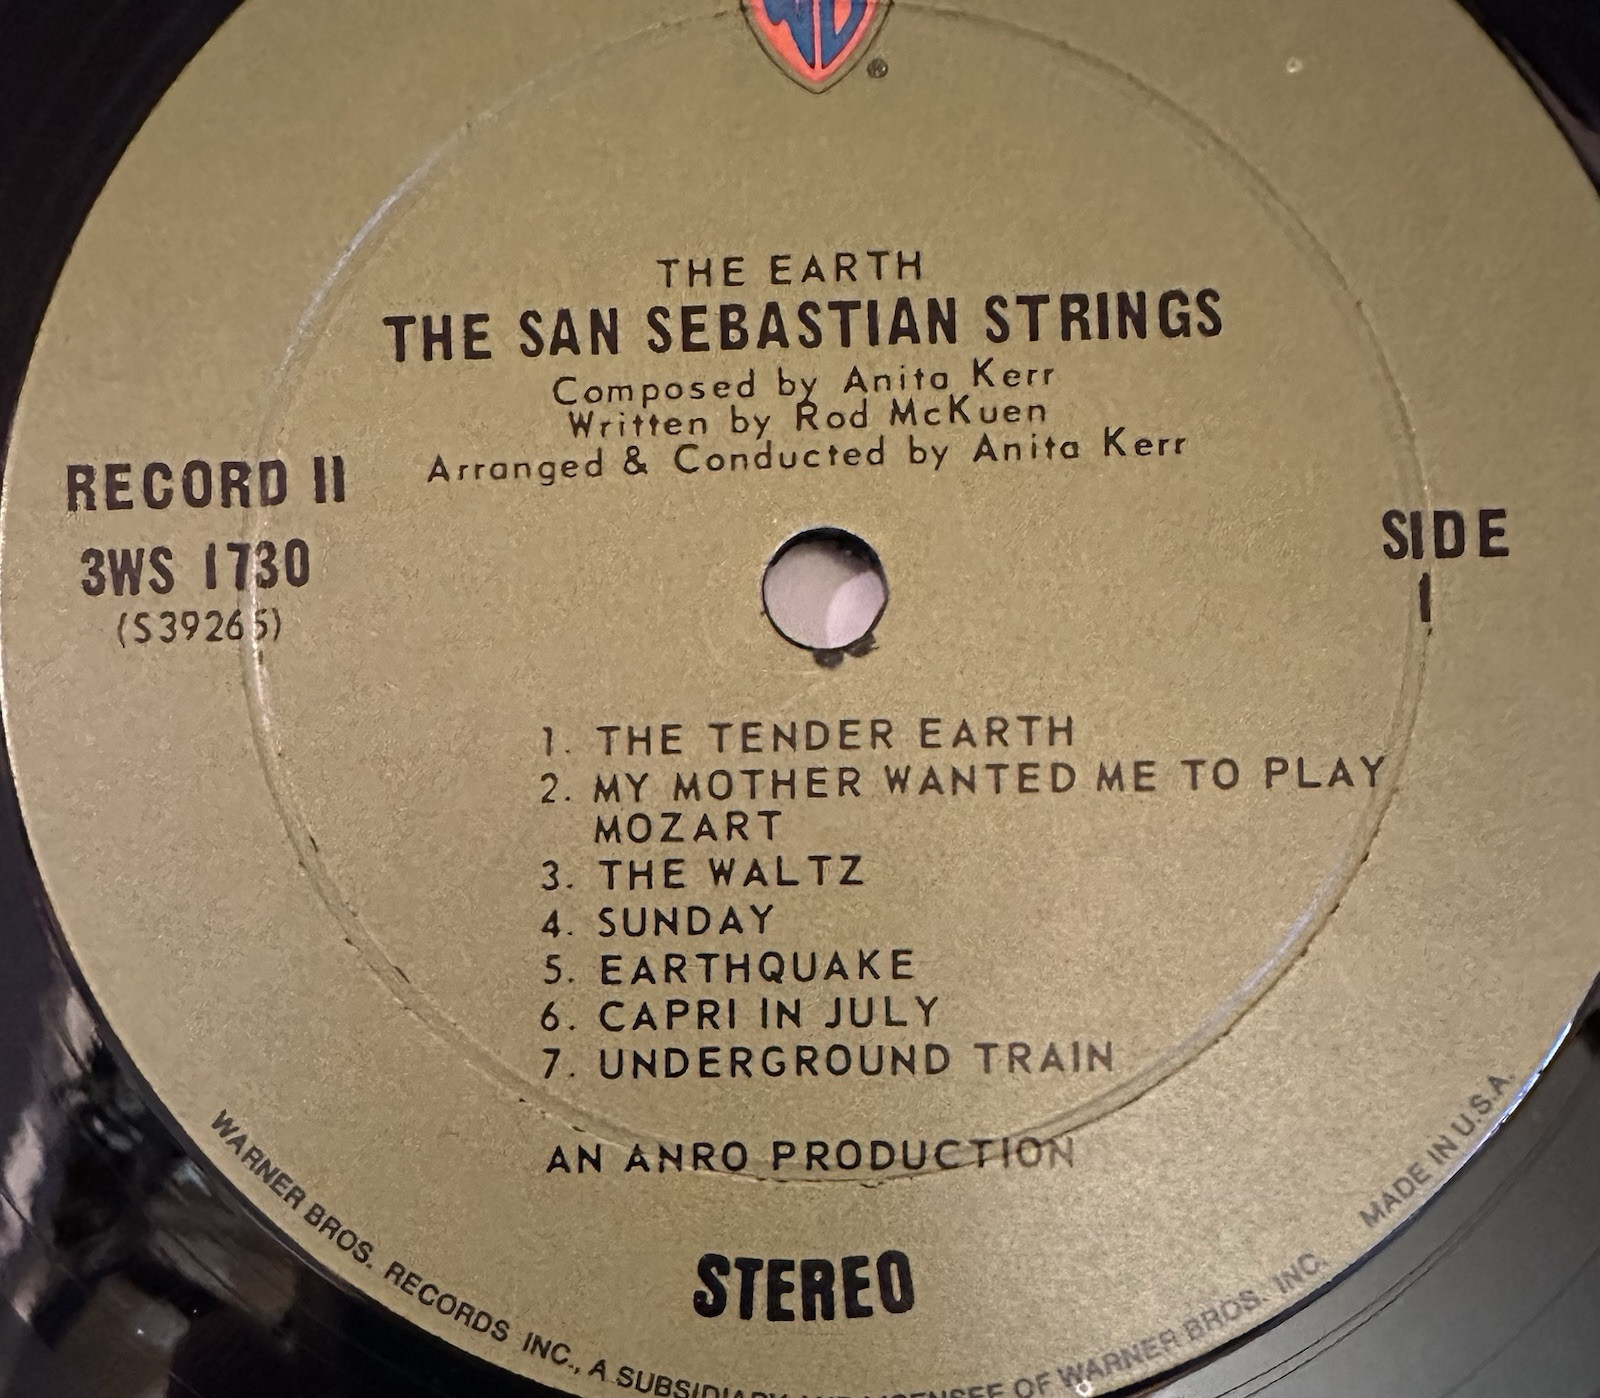 WB
®
THE EARTH
THE SAN SEBASTIAN STRINGS
Composed by Anita Kerr
Written by Rod McKuen
Arranged & Conducted by Anita Kerr
RECORD II
3WS 1730
(S39265)
SIDE
1
1. THE TENDER EARTH
2. MY MOTHER WANTED ME TO PLAY
MOZART
3. THE WALTZ
4. SUNDAY
5. EARTHQUAKE
6. CAPRI IN JULY
7. UNDERGROUND TRAIN
AN ANRO PRODUCTION
STEREO
WARNER BROS. RECORDS INC., A SUBSIDIARY AND LICENSEE OF WARNER BROS. INC. MADE IN U.S.A.